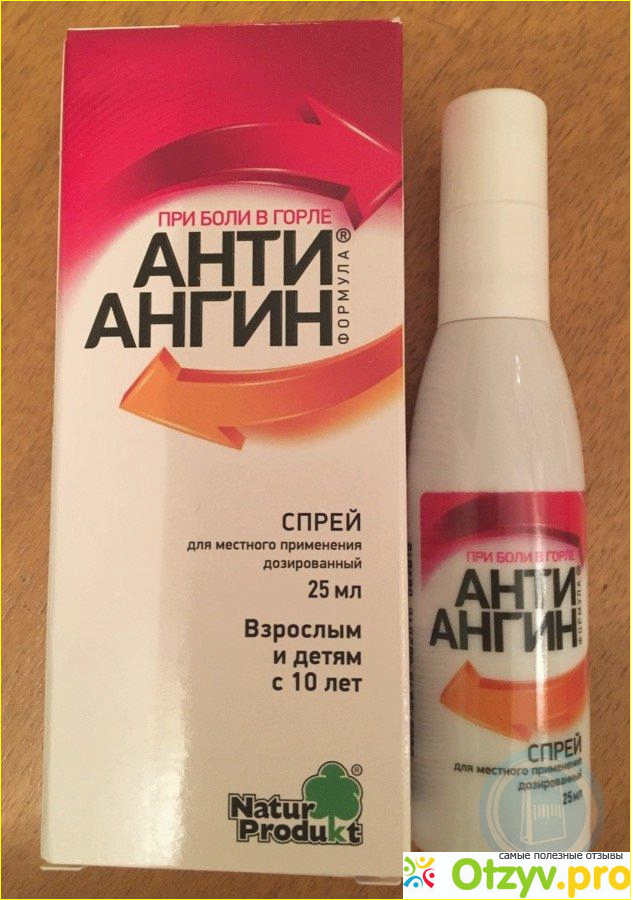 ПРИ БОЛИ В ГОРЛЕ
АНТИ
АНГИН®
ФОРМУЛА
СПРЕЙ
для местного применения
дозированный
25 мл
Взрослым
и детям
с 10 лет
Natur ®
Produkt
ПРИ БОЛИ В ГОРЛЕ
АНТИ
АНГИН®
ФОРМУЛА
СПРЕЙ
для местного применения
дозированный
25 мл
самые полезные отзывы
Otzyv.pro